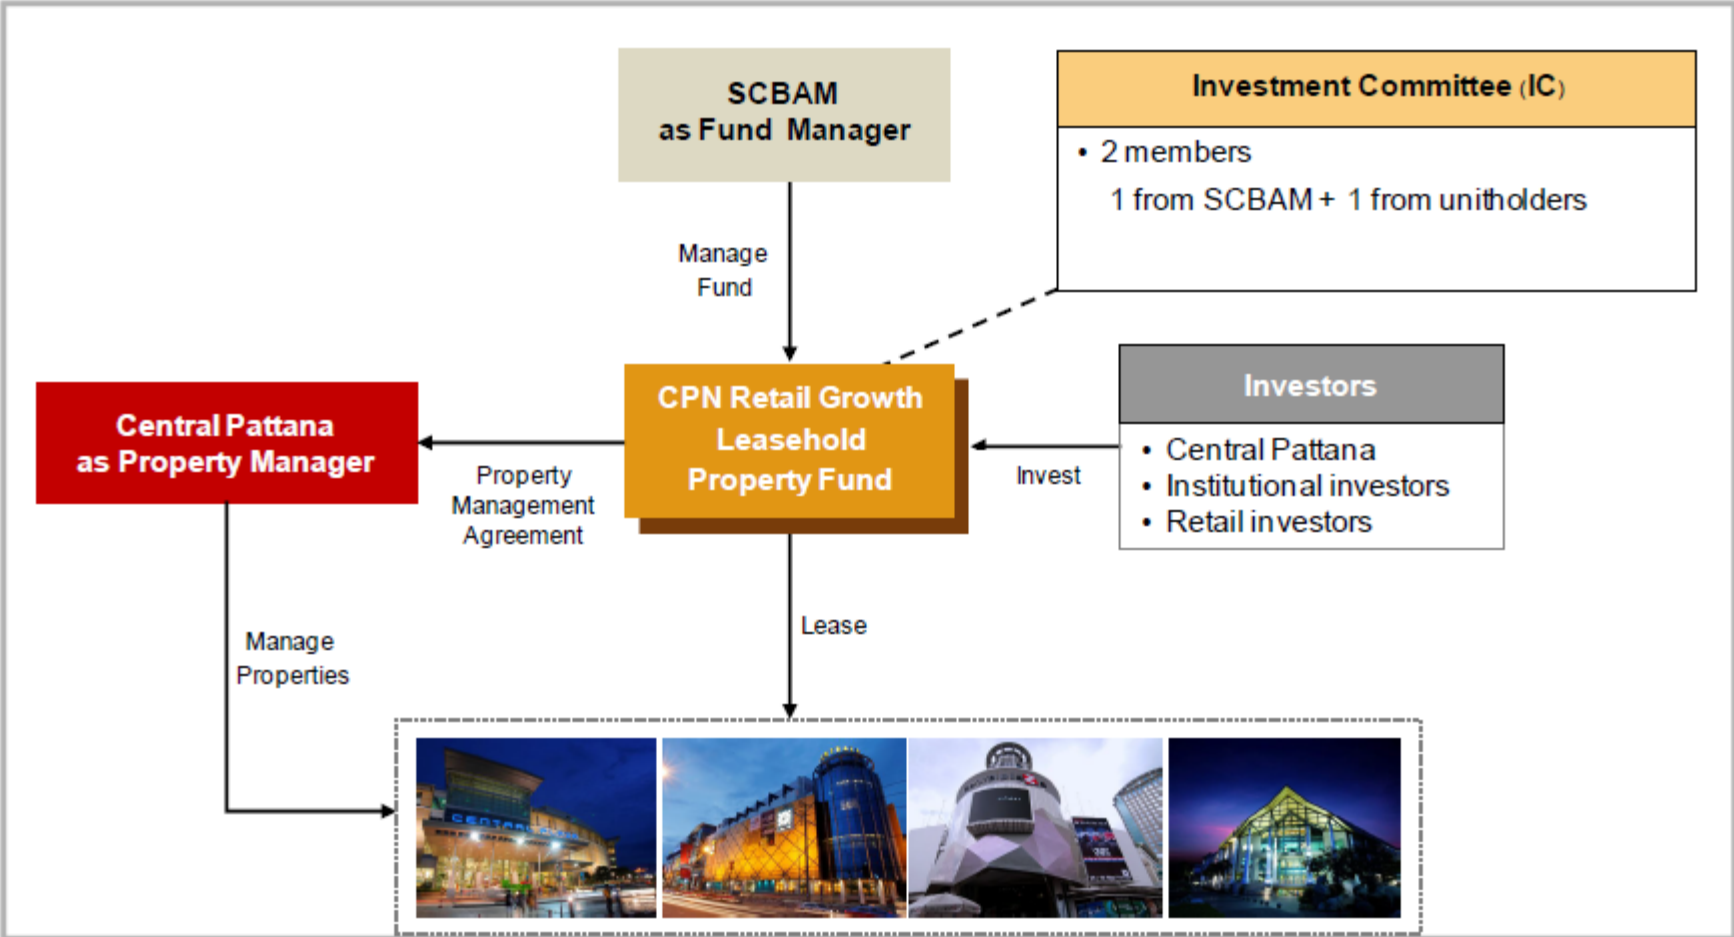 SCBAM
as Fund Manager
Investment Committee (IC)
• 2 members
1 from SCBAM + 1 from unitholders
Manage
Fund
Central Pattana
as Property Manager
Property
Management
Agreement
CPN Retail Growth
Leasehold
Property Fund
Invest
Investors
• Central Pattana
• Institutional investors
• Retail investors
Manage
Properties
Lease